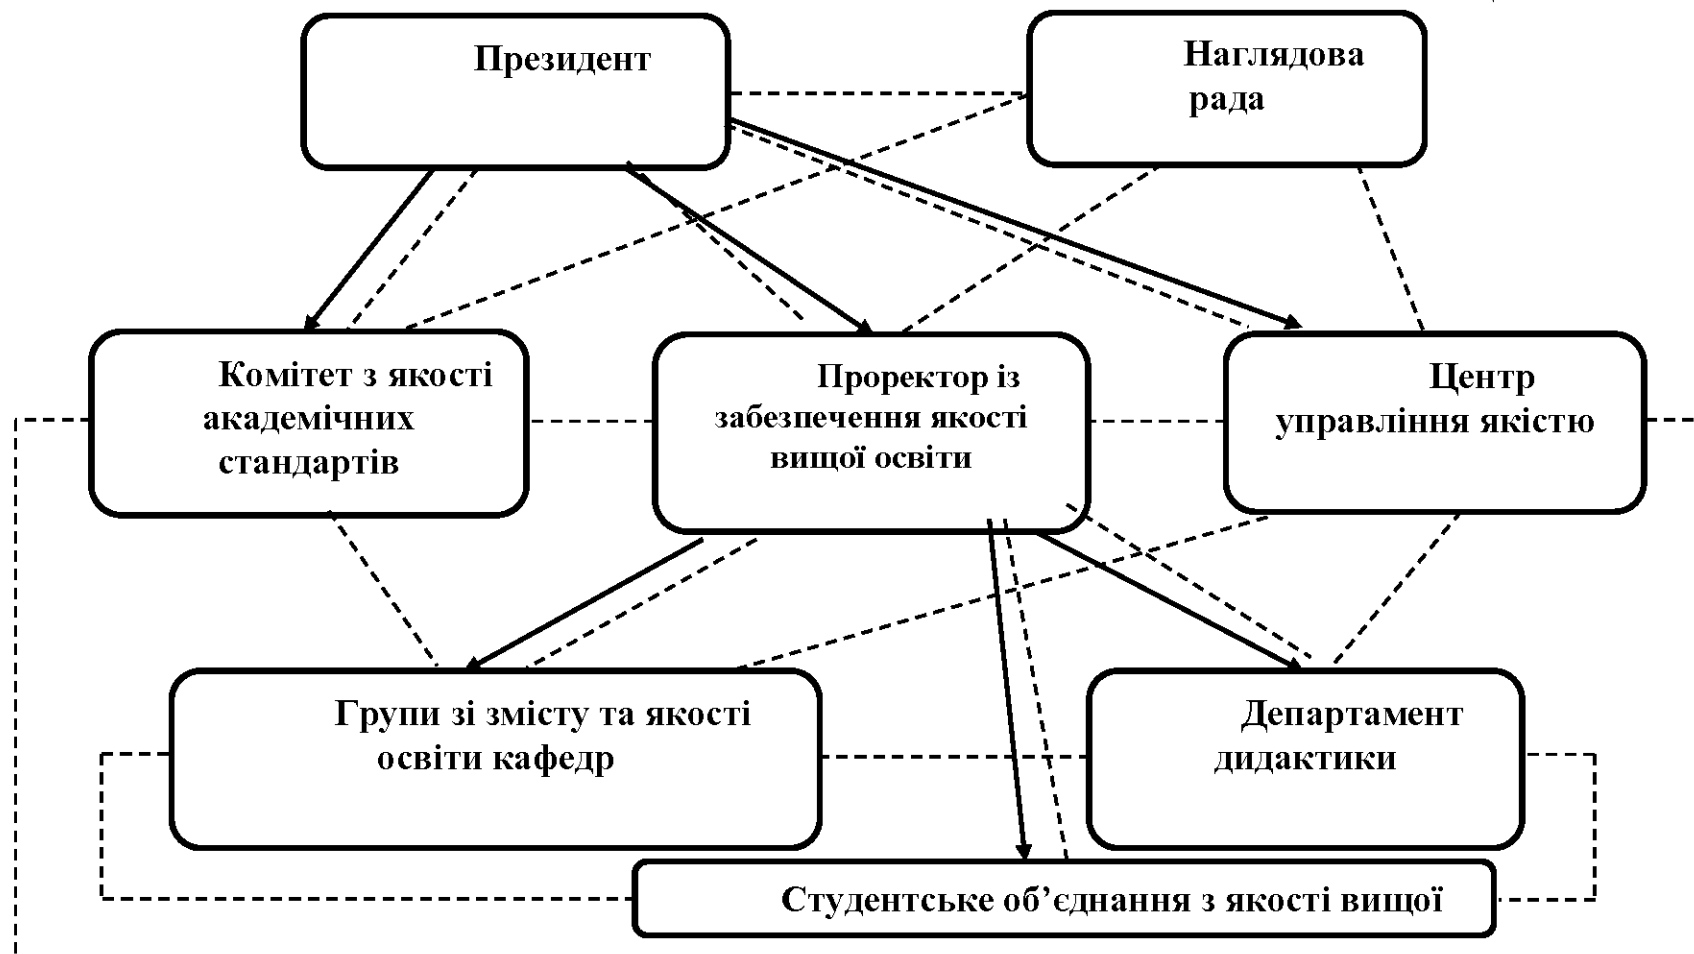 Президент
Наглядова
рада
Комітет з якості
академічних
стандартів
Проректор із
забезпечення якості
вищої освіти
Центр
управління якістю
Групи зі змісту та якості
освіти кафедр
Департамент
дидактики
Студентське об’єднання з якості вищої